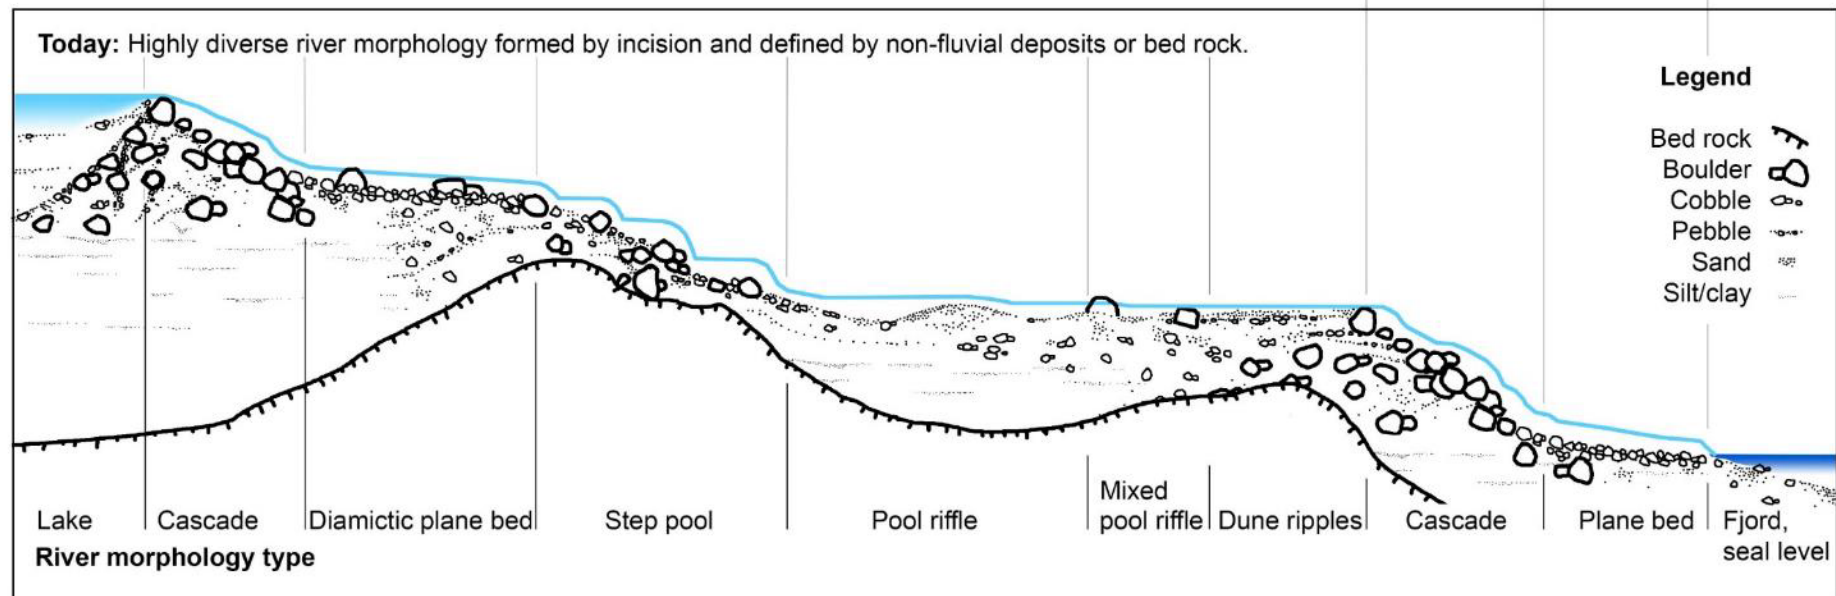 Today: Highly diverse river morphology formed by incision and defined by non-fluvial deposits or bed rock.
Legend
Bed rock
Boulder
Cobble
Pebble
Sand
Silt/clay
Lake
Cascade
Diamictic plane bed
Step pool
Pool riffle
Mixed
pool riffle
Dune ripples
Cascade
Plane bed
Fjord,
seal level
River morphology type